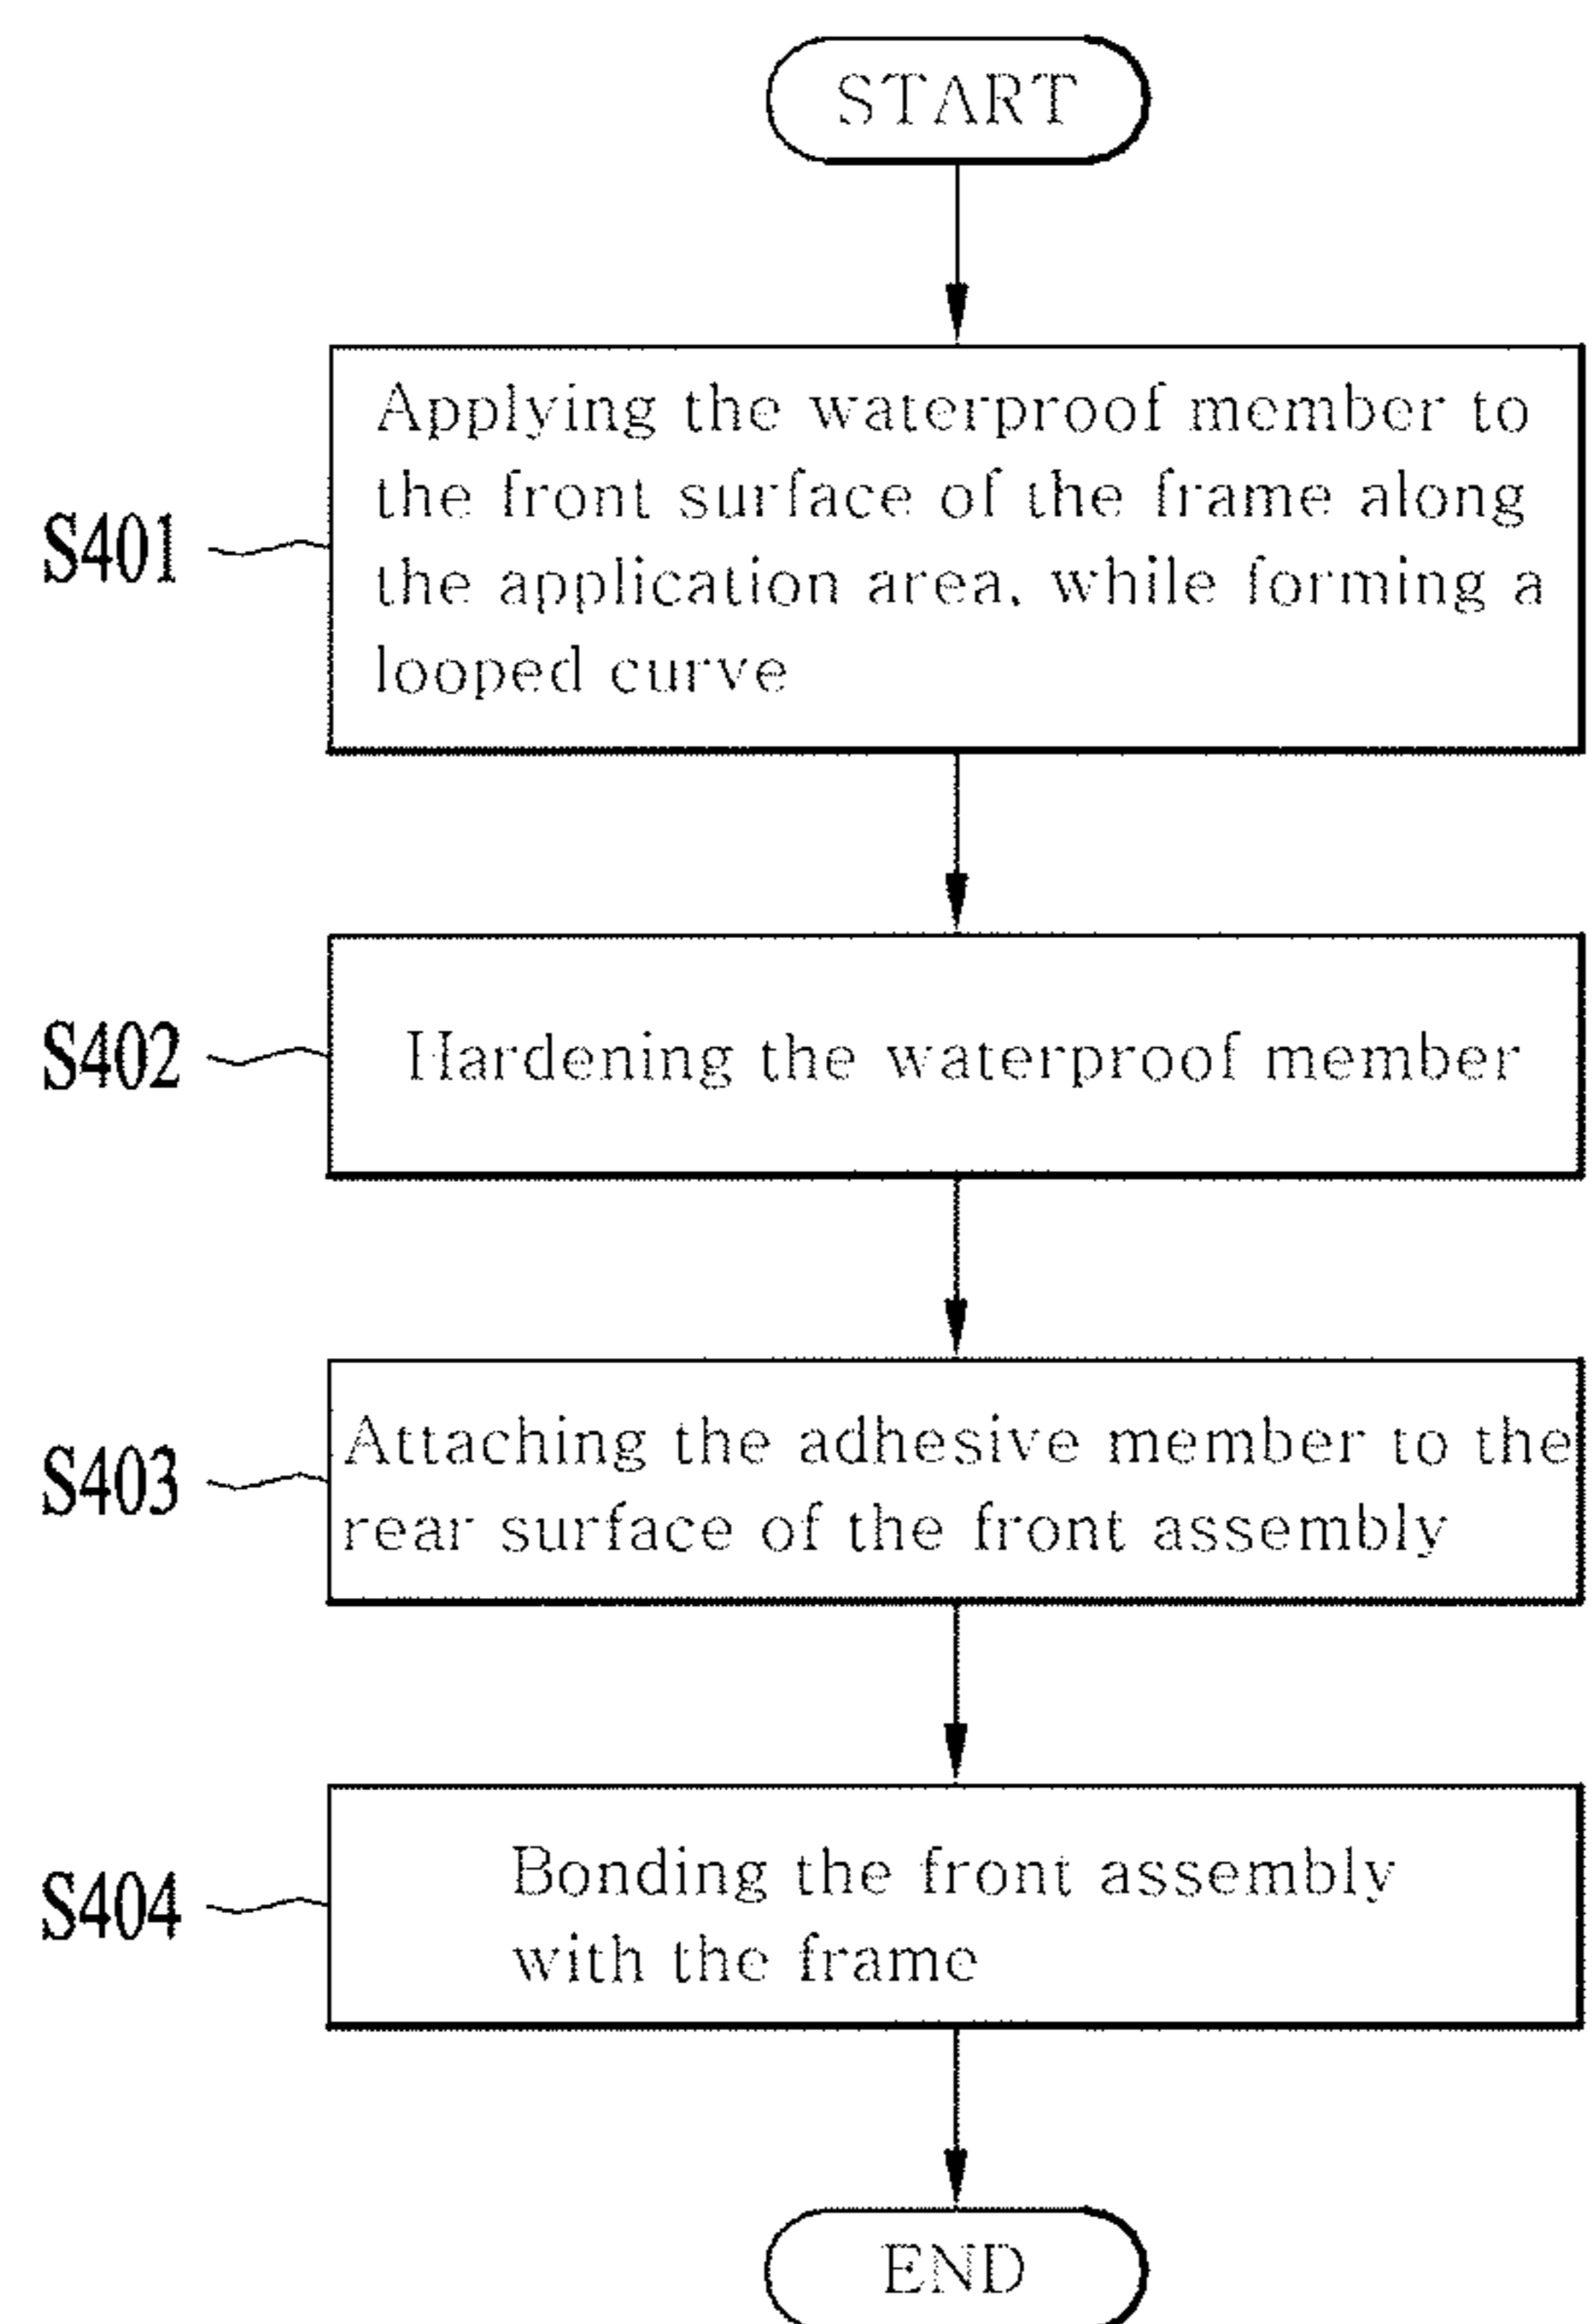 START
S401
Applying the waterproof member to
the front surface of the frame along
the application area, while forming a
looped curve
S402
Hardening the waterproof member
S403
Attaching the adhesive member to the
rear surface of the front assembly
S404
Bonding the front assembly
with the frame
END